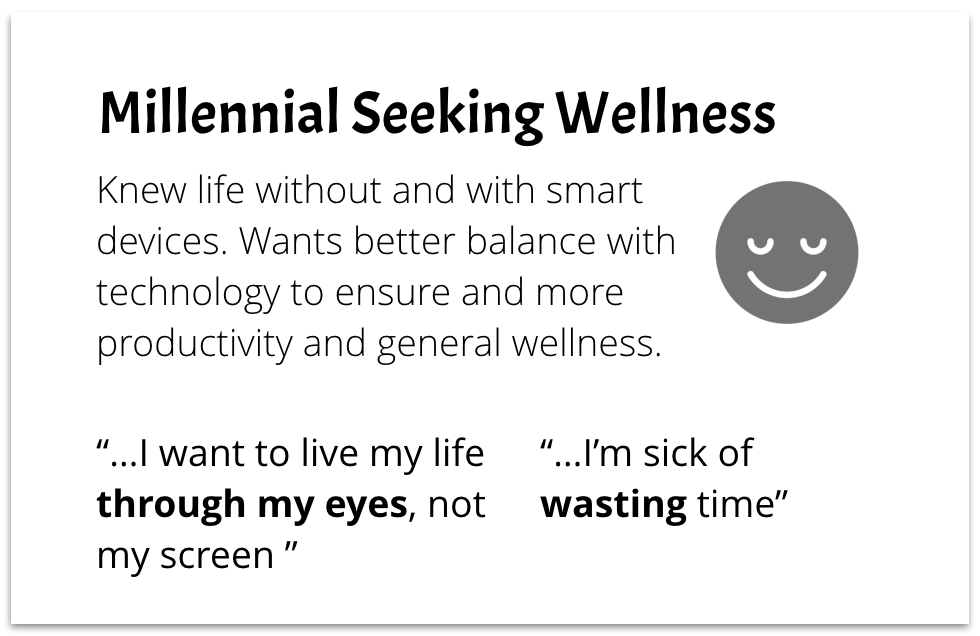 Millennial Seeking Wellness
Knew life without and with smart
devices. Wants better balance with
technology to ensure and more
productivity and general wellness.
“...I want to live my life
through my eyes, not
my screen ”
“...I’m sick of
wasting time”